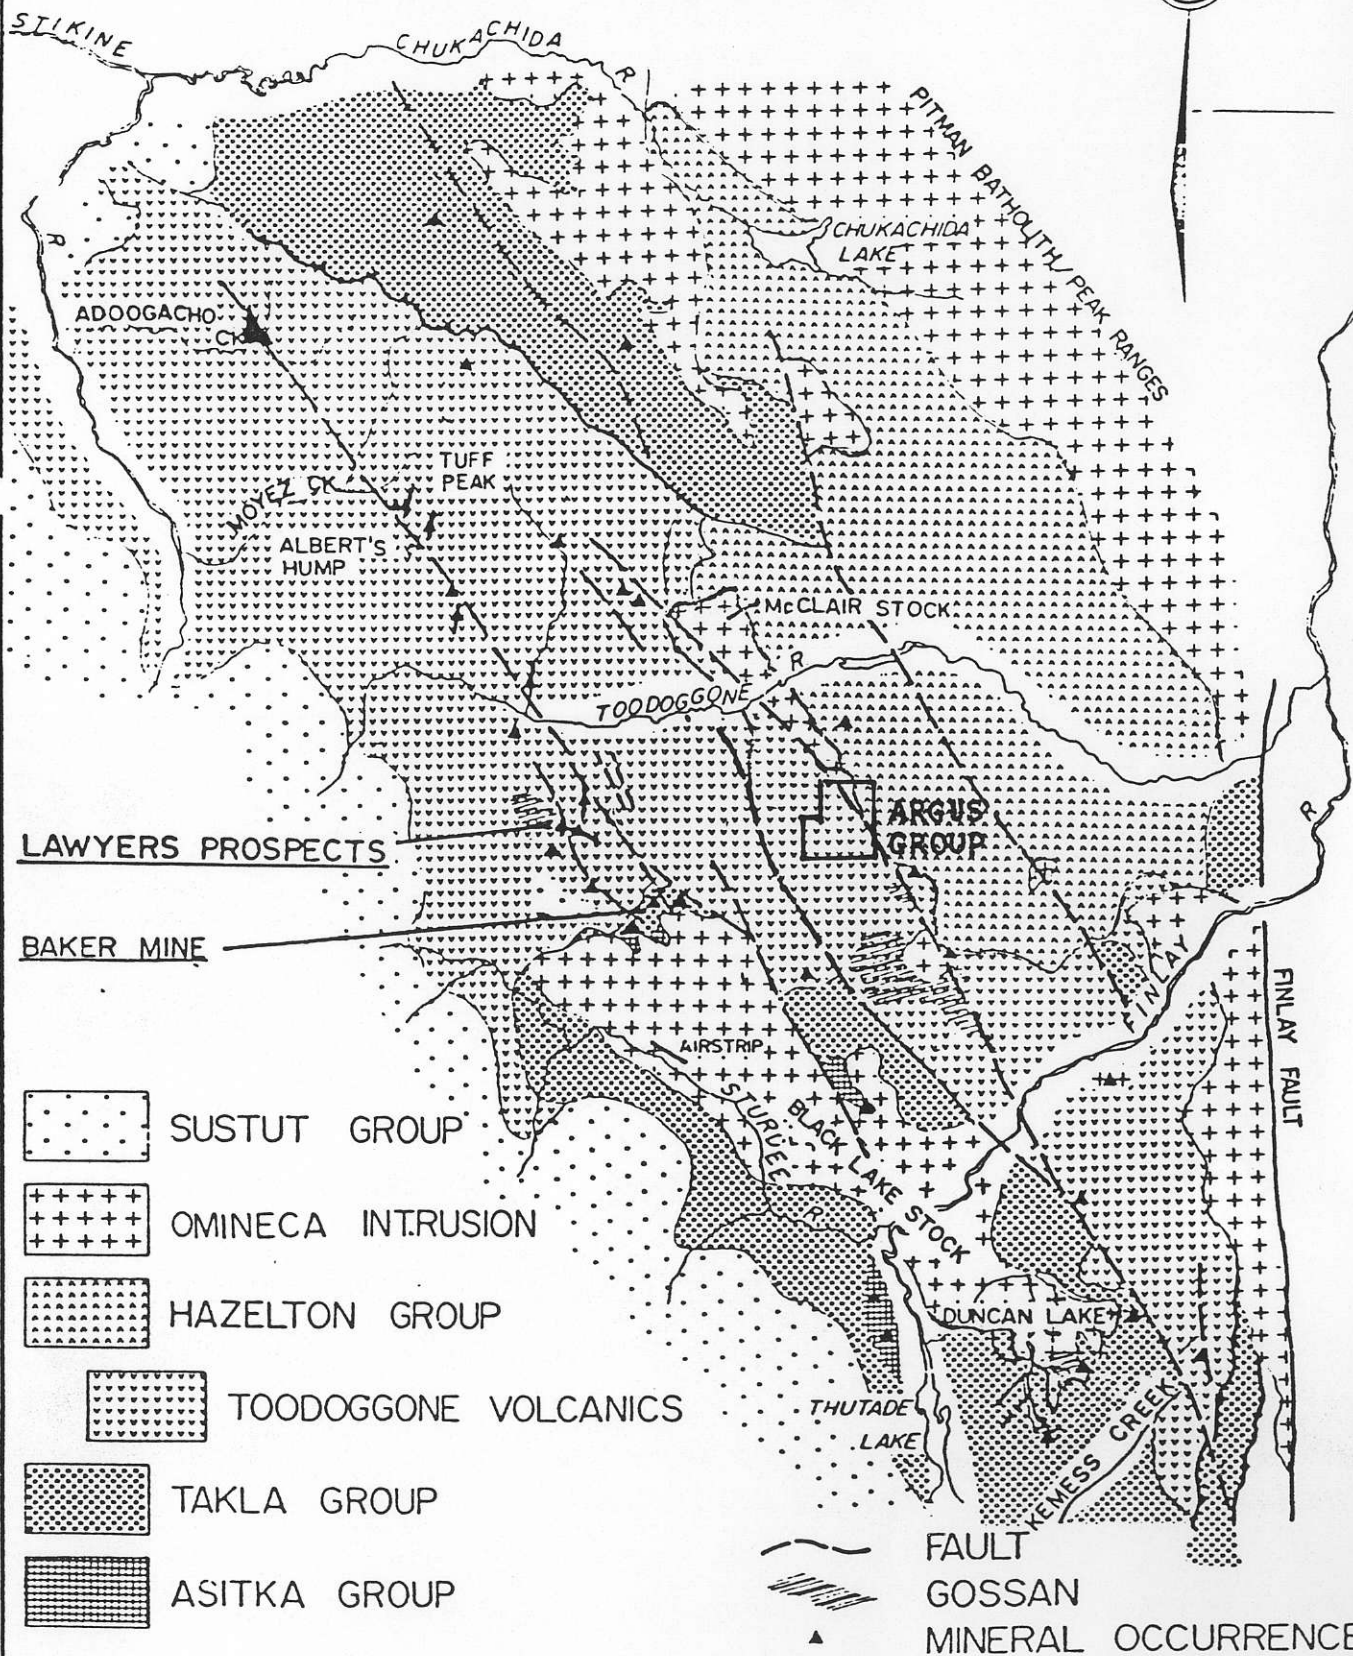 STIKINE
CHUKACHIDA
R
PITMAN BATHOLITH/PEAK RANGES
R
CHUKACHIDA
LAKE
ADOOGACHO
CK
TUFF
PEAK
MOYEZ CK
ALBERT'S
HUMP
McCLAIR STOCK
R
TOODOGGONE
R
ARGUS
GROUP
LAWYERS PROSPECTS
BAKER MINE
FINLAY
FINLAY FAULT
AIRSTRIP
STURDEE
R
BLACK LAKE STOCK
SUSTUT GROUP
OMINECA INTRUSION
HAZELTON GROUP
DUNCAN LAKE
TOODOGGONE VOLCANICS
THUTADE
LAKE
KEMESS CREEK
TAKLA GROUP
ASITKA GROUP
FAULT
GOSSAN
MINERAL OCCURRENCE